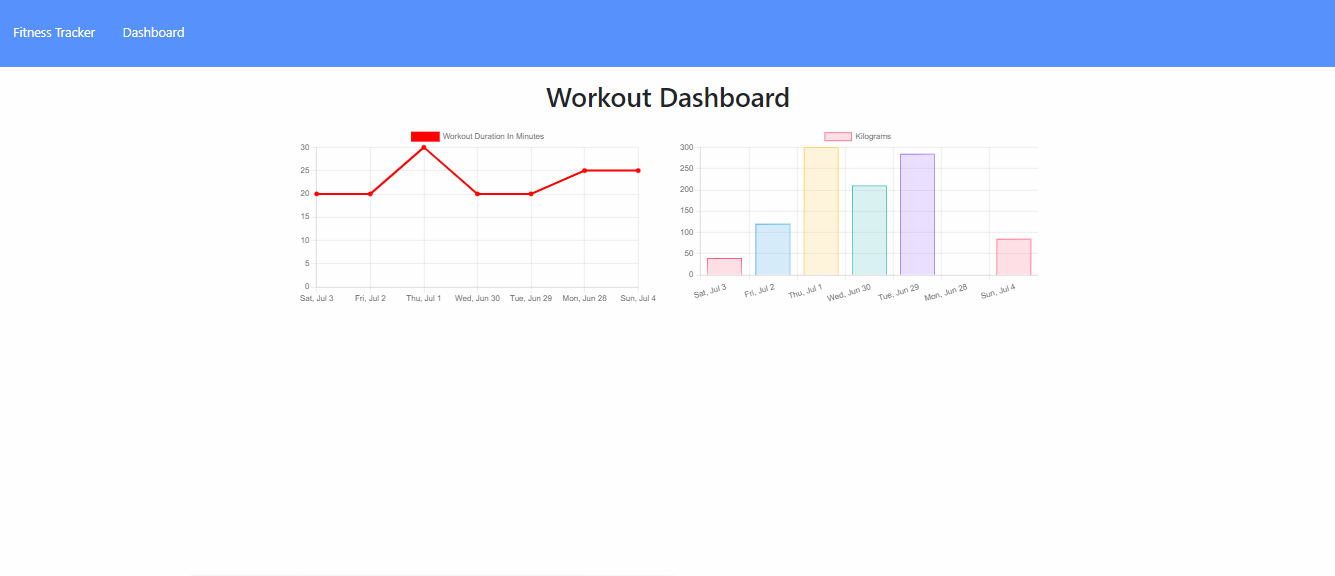 Fitness Tracker Dashboard
Workout Dashboard
Workout Duration In Minutes
30
25
20
15
10
5
0
Sat, Jul 3 Fri, Jul 2 Thu, Jul 1 Wed, Jun 30 Tue, Jun 29 Mon, Jun 28 Sun, Jul 4
Kilograms
300
250
200
150
100
50
0
Sat, Jul 3 Fri, Jul 2 Thu, Jul 1 Wed, Jun 30 Tue, Jun 29 Mon, Jun 28 Sun, Jul 4